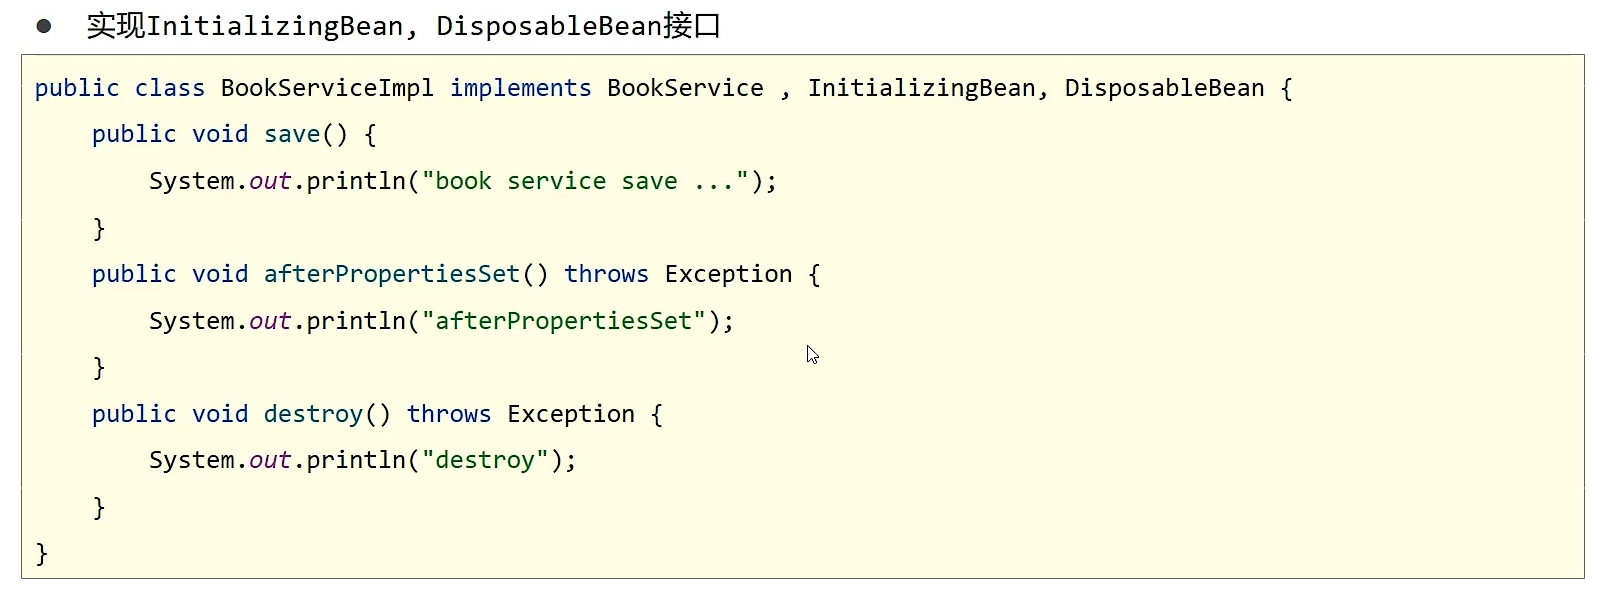 ● 实现InitializingBean, DisposableBean接口
public class BookServiceImpl implements BookService , InitializingBean, DisposableBean {
    public void save() {
        System.out.println("book service save ...");
    }
    public void afterPropertiesSet() throws Exception {
        System.out.println("afterPropertiesSet");
    }
    public void destroy() throws Exception {
        System.out.println("destroy");
    }
}